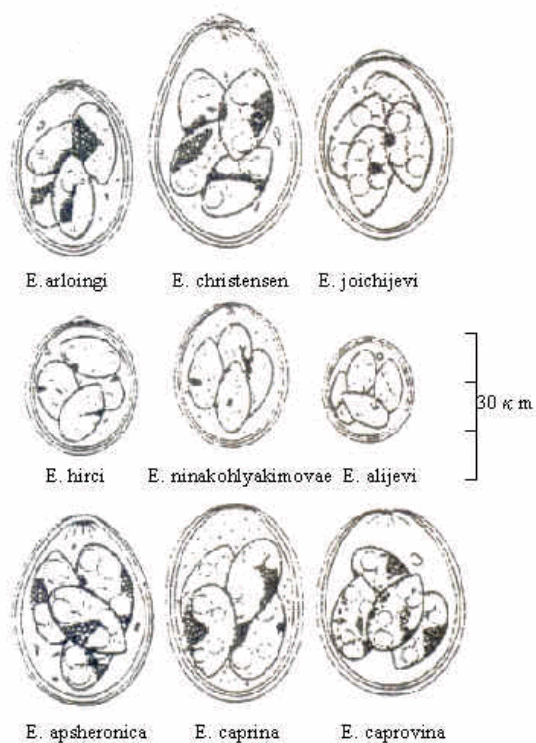 E. arloingi E. christensen E. joichijevi
30 κ m
E. hirci E. ninakohlyakimovae E. alijevi
E. apsheronica E. caprina E. caprovina